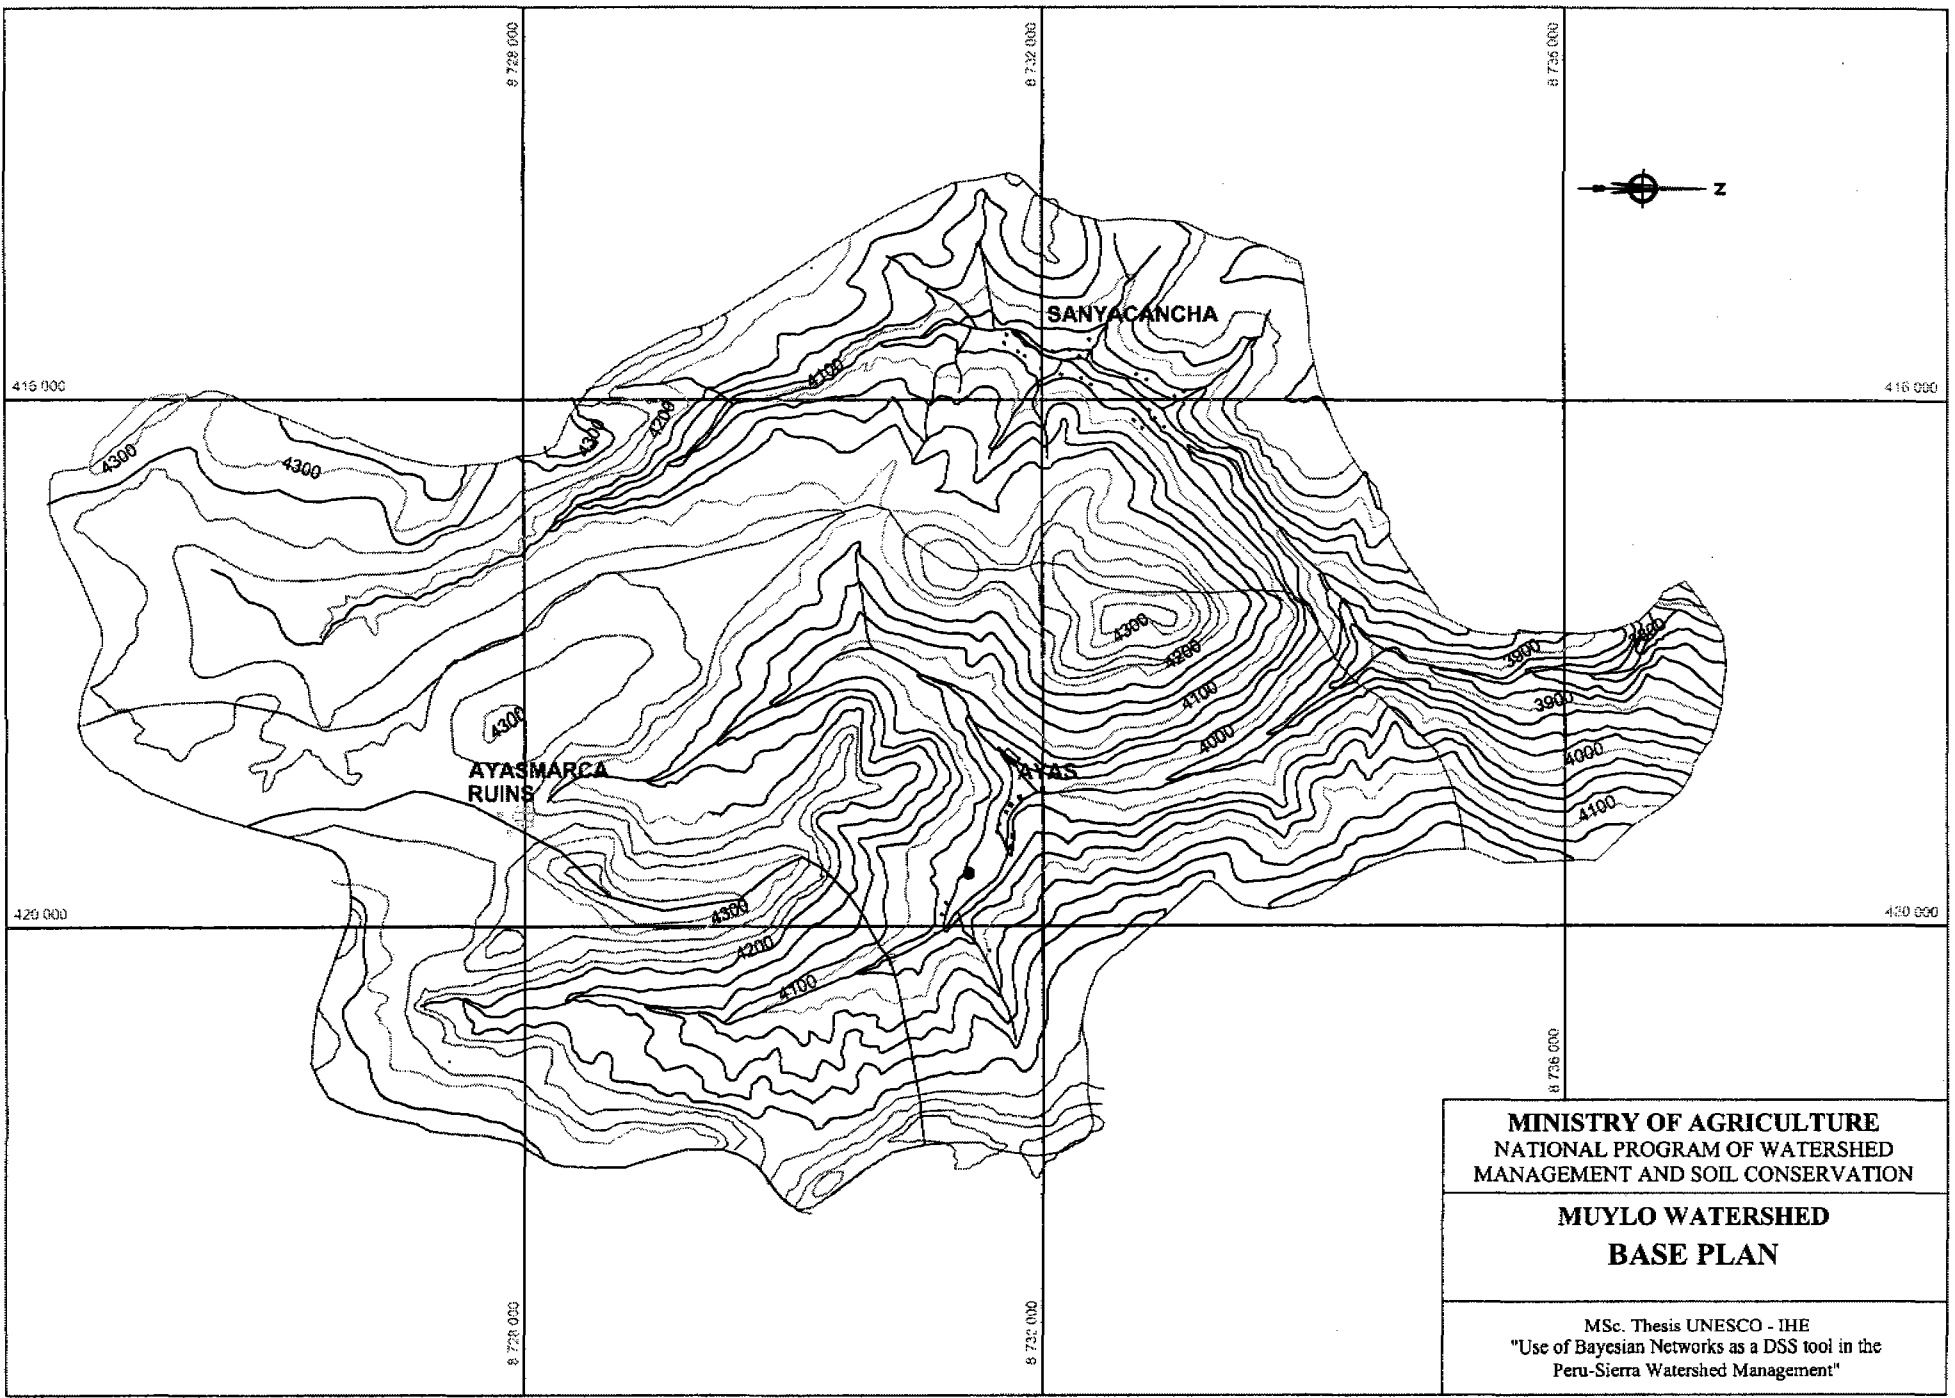 8 728 000
8 732 000
8 736 000
N
SANYACANCHA
4100
416 000
416 000
4200
4300
4300
4300
4300
4200
3900
3900
4100
4300
4000
4000
AYASMARCA
RUINS
AYAS
4100
4300
420 000
420 000
4200
4100
8 736 000
MINISTRY OF AGRICULTURE
NATIONAL PROGRAM OF WATERSHED
MANAGEMENT AND SOIL CONSERVATION
MUYLO WATERSHED
BASE PLAN
8 728 000
8 732 000
MSc. Thesis UNESCO - IHE
"Use of Bayesian Networks as a DSS tool in the
Peru-Sierra Watershed Management"